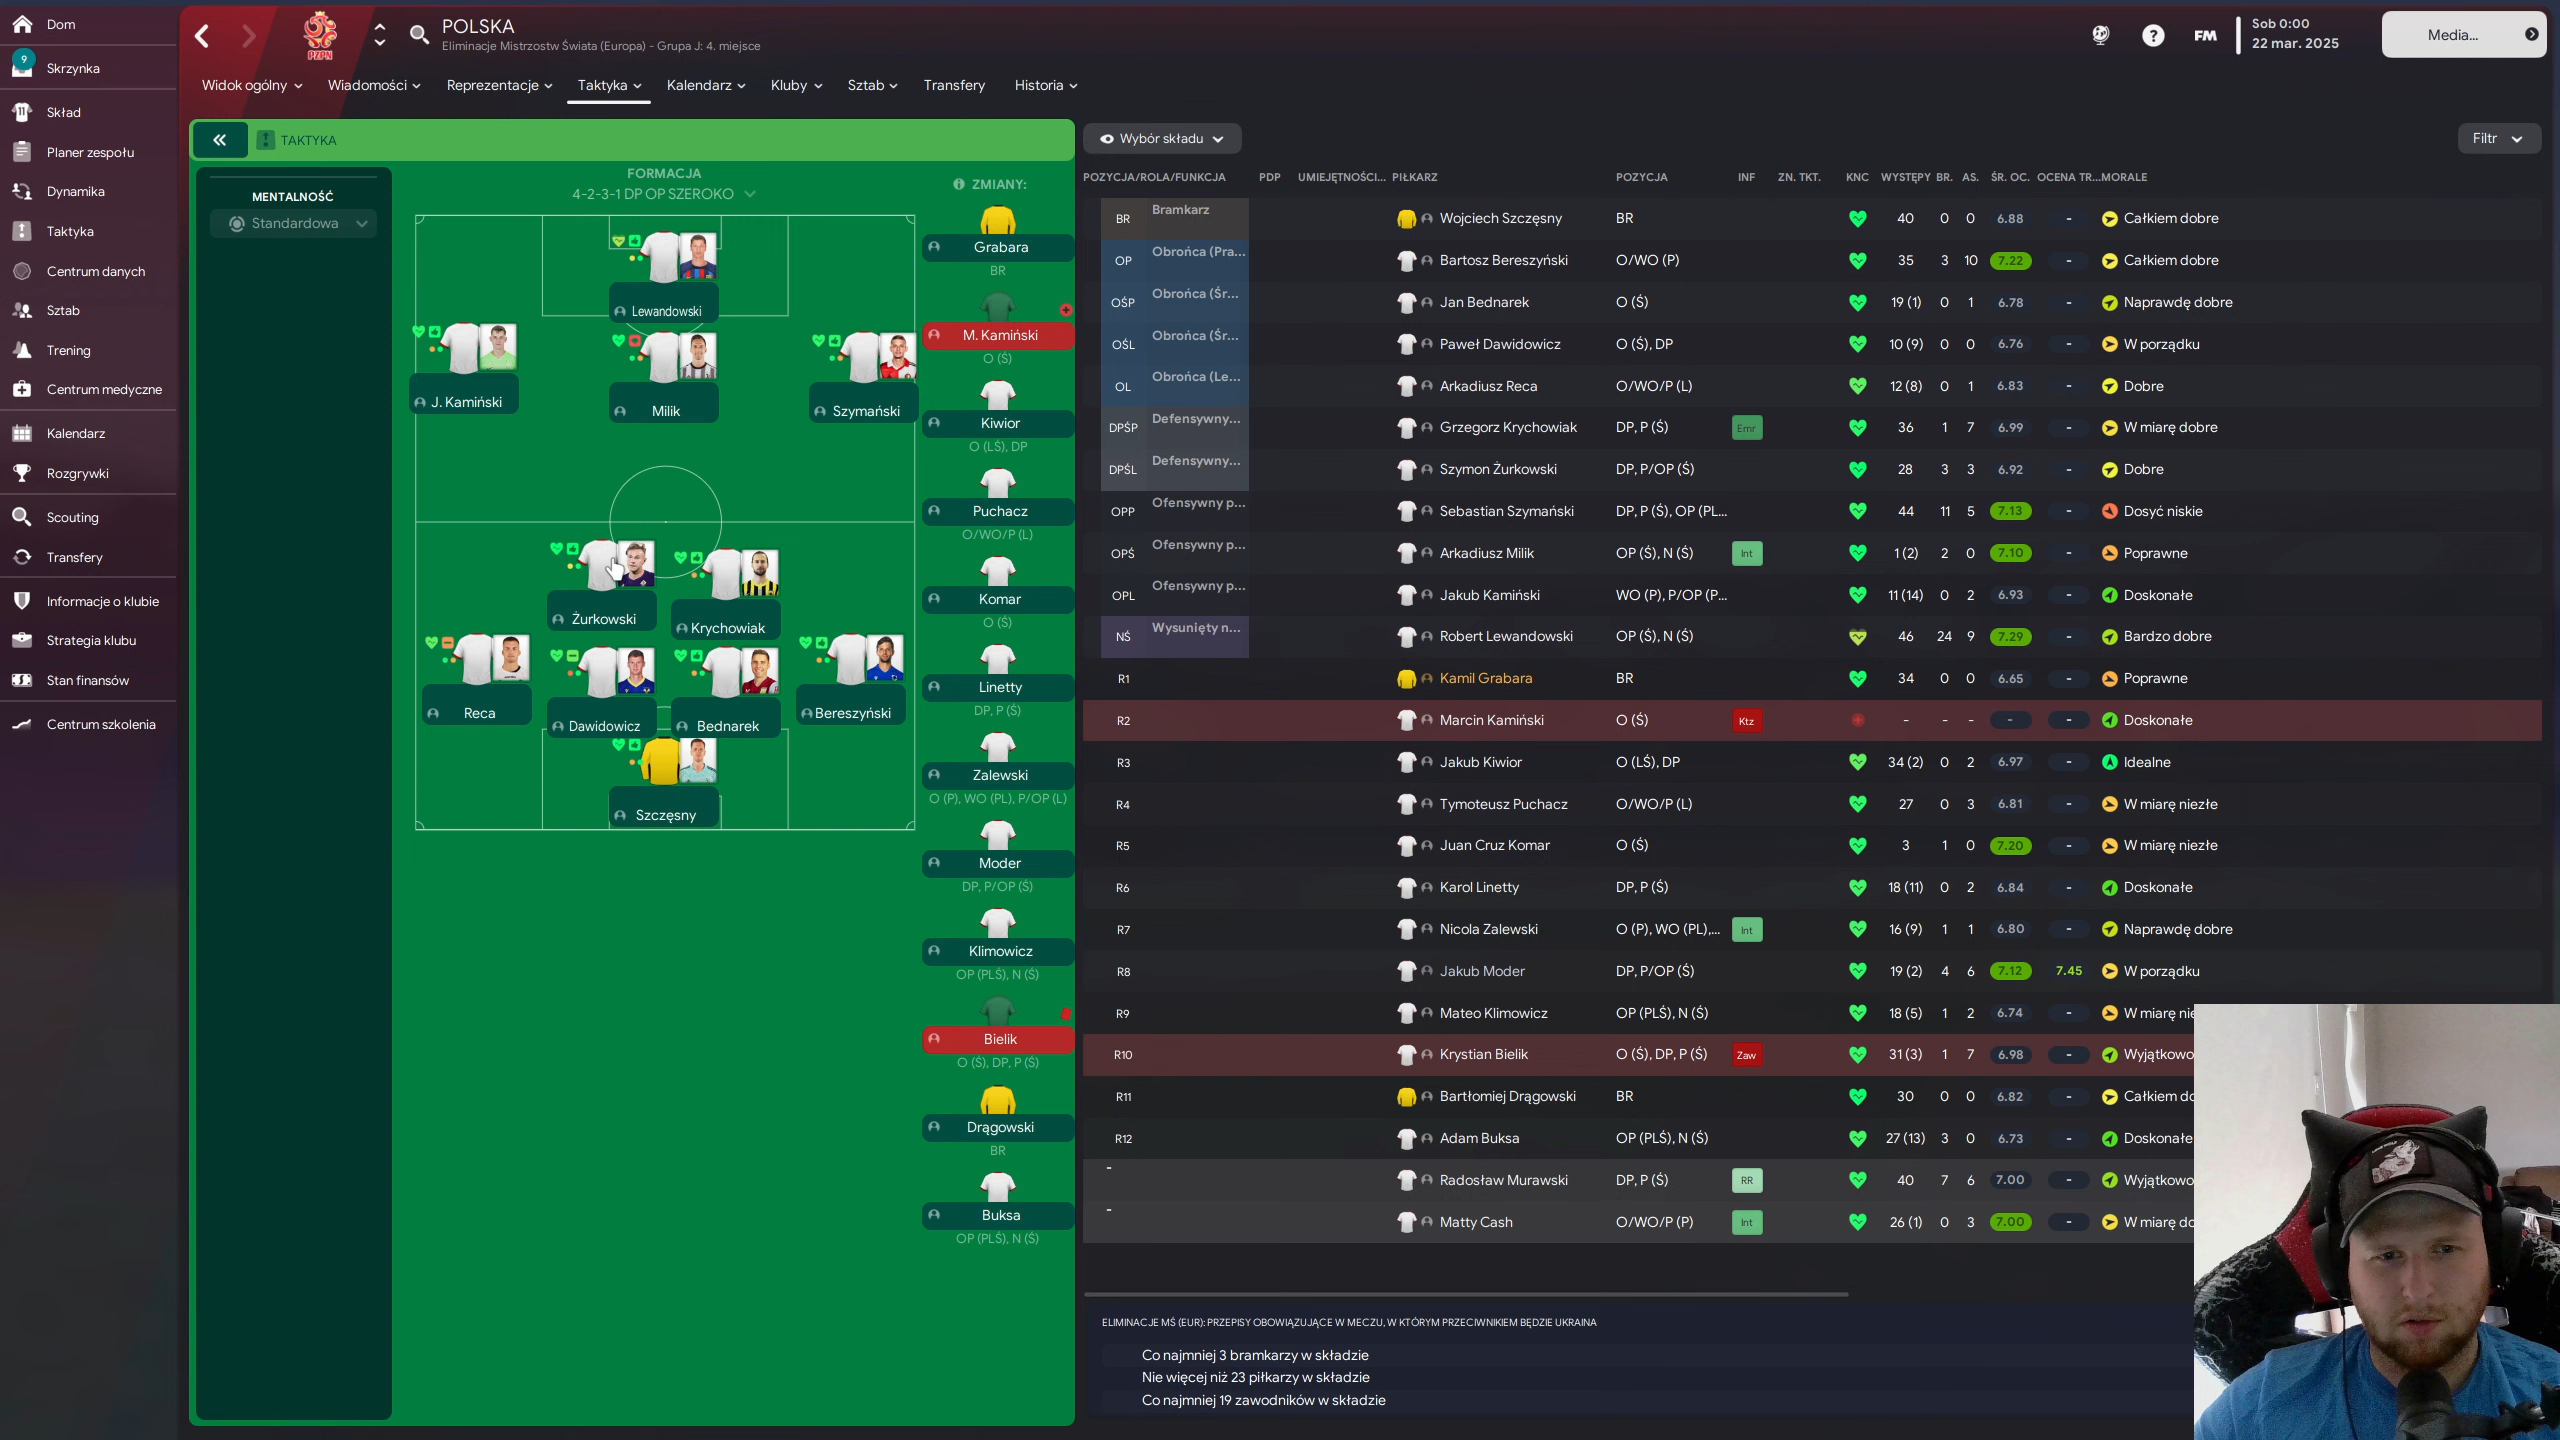 Dom
9
Skrzynka
Skład
Planer zespołu
Dynamika
Taktyka
Centrum danych
Sztab
Trening
Centrum medyczne
Kalendarz
Rozgrywki
Scouting
Transfery
Informacje o klubie
Strategia klubu
Stan finansów
Centrum szkolenia
PZPN
POLSKA
Eliminacje Mistrzostw Świata (Europa) - Grupa J: 4. miejsce
FM
Sob 0:00
22 mar. 2025
Media...
Widok ogólny Wiadomości Reprezentacje Taktyka Kalendarz Kluby Sztab Transfery Historia
TAKTYKA
MENTALNOŚĆ
Standardowa
FORMACJA
4-2-3-1 DP OP SZEROKO
Lewandowski
J. Kamiński
Milik
Szymański
Żurkowski
Krychowiak
Reca
Dawidowicz
Bednarek
Bereszyński
Szczęsny
ZMIANY:
Grabara
BR
M. Kamiński
O (Ś)
Kiwior
O (LŚ), DP
Puchacz
O/WO/P (L)
Komar
O (Ś)
Linetty
DP, P (Ś)
Zalewski
O (P), WO (PL), P/OP (L)
Moder
DP, P/OP (Ś)
Klimowicz
OP (PLŚ), N (Ś)
Bielik
O (Ś), DP, P (Ś)
Drągowski
BR
Buksa
OP (PLŚ), N (Ś)
Wybór składu
Filtr
POZYCJA/ROLA/FUNKCJA PDP UMIEJĘTNOŚCI... PIŁKARZ POZYCJA INF ZN. TKT. KNC WYSTĘPY BR. AS. ŚR. OC. OCENA TR... MORALE
BR Bramkarz Wojciech Szczęsny BR 40 0 0 6.88 - Całkiem dobre
OP Obrońca (Pra... Bartosz Bereszyński O/WO (P) 35 3 10 7.22 - Całkiem dobre
OŚP Obrońca (Śr... Jan Bednarek O (Ś) 19 (1) 0 1 6.78 - Naprawdę dobre
OŚL Obrońca (Śr... Paweł Dawidowicz O (Ś), DP 10 (9) 0 0 6.76 - W porządku
OL Obrońca (Le... Arkadiusz Reca O/WO/P (L) 12 (8) 0 1 6.83 - Dobre
DPŚP Defensywny... Grzegorz Krychowiak DP, P (Ś) Emr 36 1 7 6.99 - W miarę dobre
DPŚL Defensywny... Szymon Żurkowski DP, P/OP (Ś) 28 3 3 6.92 - Dobre
OPP Ofensywny p... Sebastian Szymański DP, P (Ś), OP (PL... 44 11 5 7.13 - Dosyć niskie
OPŚ Ofensywny p... Arkadiusz Milik OP (Ś), N (Ś) Int 1 (2) 2 0 7.10 - Poprawne
OPL Ofensywny p... Jakub Kamiński WO (P), P/OP (P... 11 (14) 0 2 6.93 - Doskonałe
NŚ Wysunięty n... Robert Lewandowski OP (Ś), N (Ś) 46 24 9 7.29 - Bardzo dobre
R1 Kamil Grabara BR 34 0 0 6.65 - Poprawne
R2 Marcin Kamiński O (Ś) Ktz - - - - - Doskonałe
R3 Jakub Kiwior O (LŚ), DP 34 (2) 0 2 6.97 - Idealne
R4 Tymoteusz Puchacz O/WO/P (L) 27 0 3 6.81 - W miarę niezłe
R5 Juan Cruz Komar O (Ś) 3 1 0 7.20 - W miarę niezłe
R6 Karol Linetty DP, P (Ś) 18 (11) 0 2 6.84 - Doskonałe
R7 Nicola Zalewski O (P), WO (PL),... Int 16 (9) 1 1 6.80 - Naprawdę dobre
R8 Jakub Moder DP, P/OP (Ś) 19 (2) 4 6 7.12 7.45 W porządku
R9 Mateo Klimowicz OP (PLŚ), N (Ś) 18 (5) 1 2 6.74 - W miarę nie
R10 Krystian Bielik O (Ś), DP, P (Ś) Zaw 31 (3) 1 7 6.98 - Wyjątkowo
R11 Bartłomiej Drągowski BR 30 0 0 6.82 - Całkiem do
R12 Adam Buksa OP (PLŚ), N (Ś) 27 (13) 3 0 6.73 - Doskonałe
- Radosław Murawski DP, P (Ś) RR 40 7 6 7.00 - Wyjątkowo
- Matty Cash O/WO/P (P) Int 26 (1) 0 3 7.00 - W miarę do
ELIMINACJE MŚ (EUR): PRZEPISY OBOWIĄZUJĄCE W MECZU, W KTÓRYM PRZECIWNIKIEM BĘDZIE UKRAINA
Co najmniej 3 bramkarzy w składzie
Nie więcej niż 23 piłkarzy w składzie
Co najmniej 19 zawodników w składzie